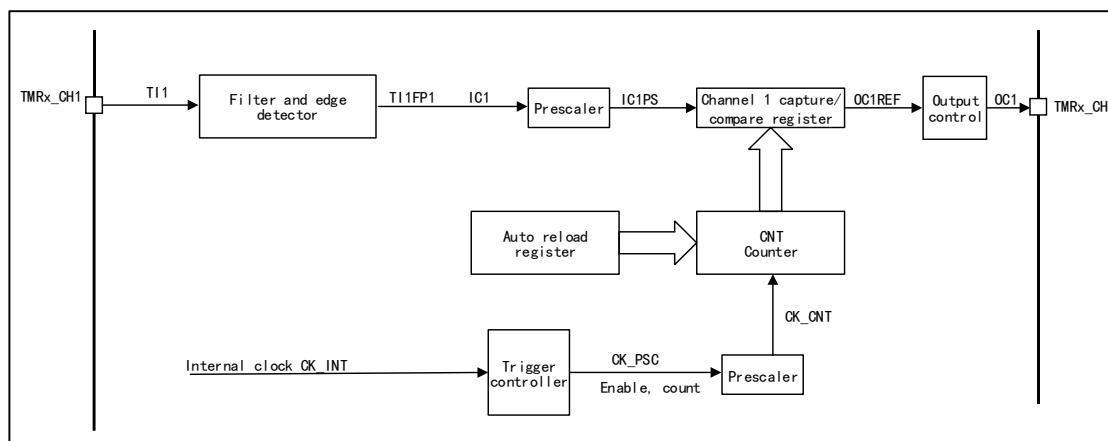 TMRx_CH1
TI1
Filter and edge
detector
TI1FP1
IC1
Prescaler
IC1PS
Channel 1 capture/
compare register
OC1REF
Output
control
OC1
TMRx_CH
Auto reload
register
CNT
Counter
CK_CNT
Internal clock CK_INT
Trigger
controller
CK_PSC
Enable, count
Prescaler